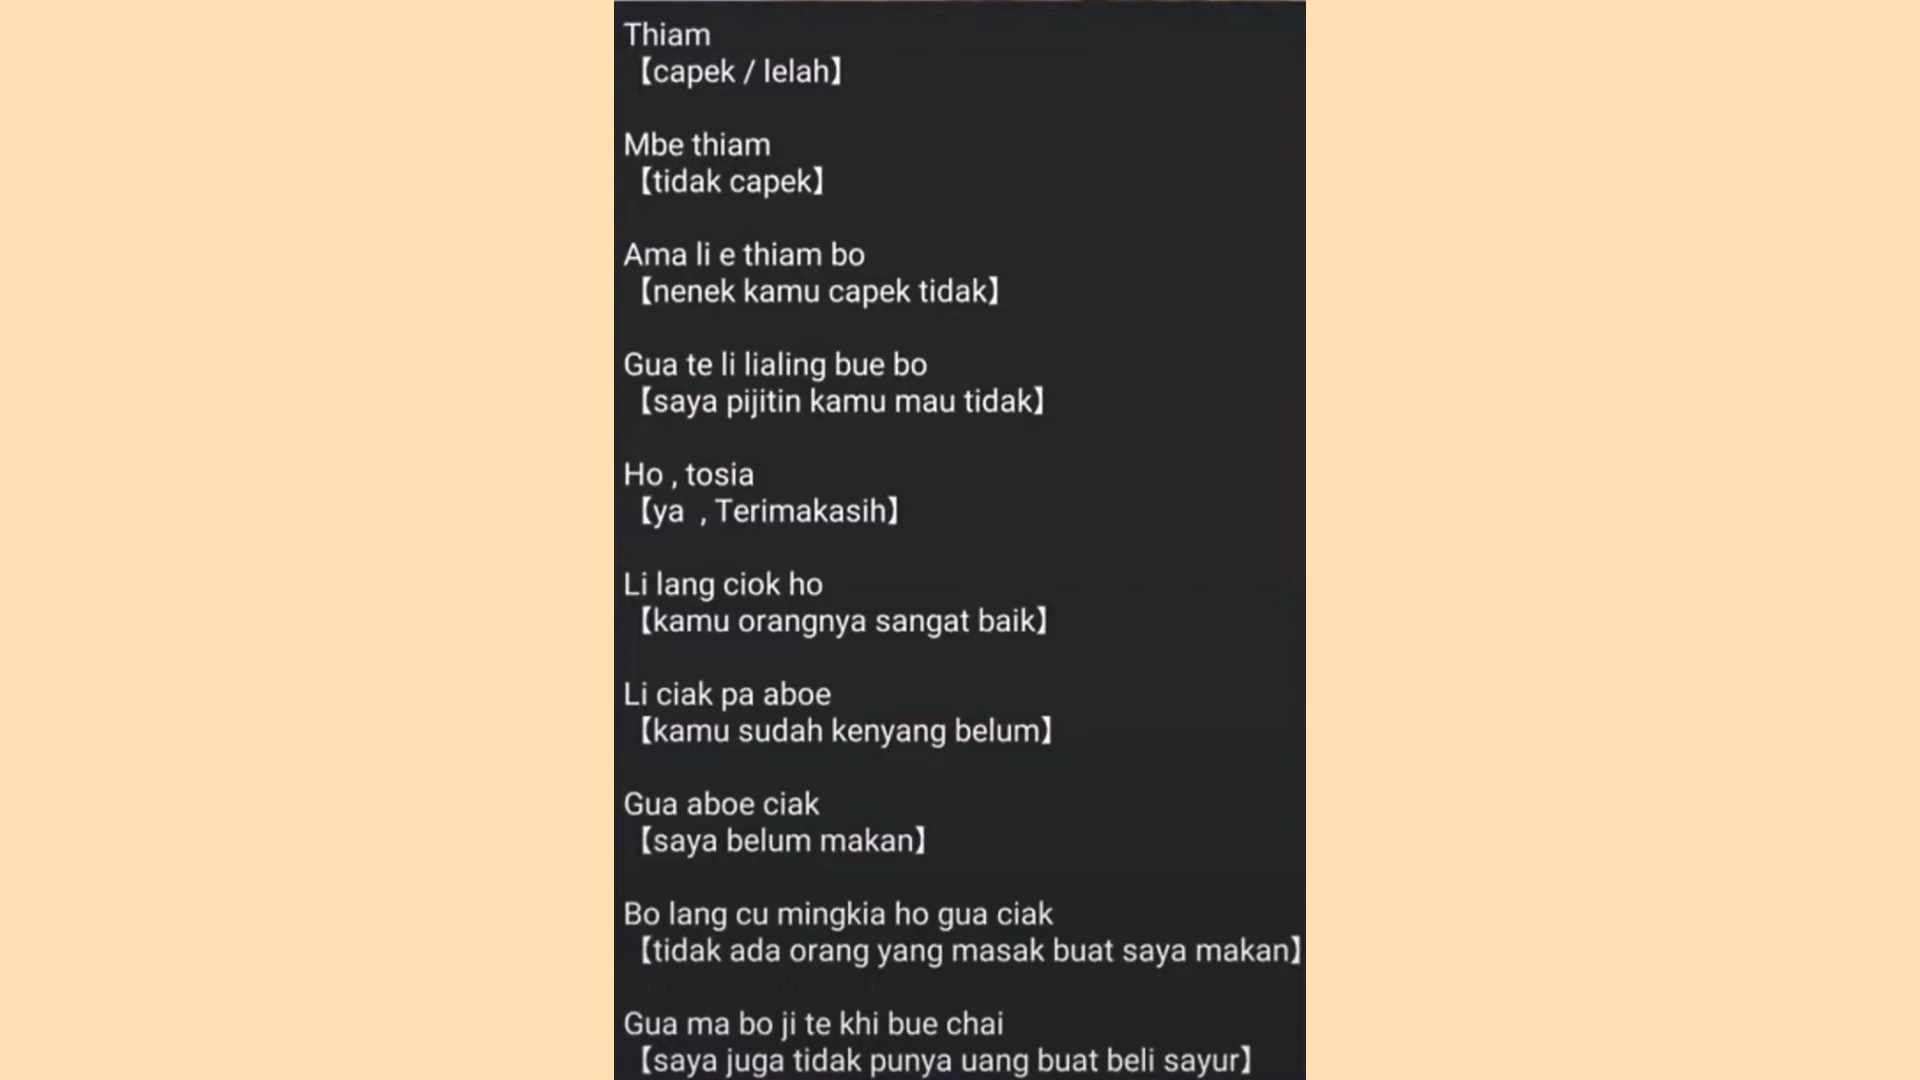 Thiam
【capek / lelah】
Mbe thiam
【tidak capek】
Ama li e thiam bo
【nenek kamu capek tidak】
Gua te li lialing bue bo
【saya pijitin kamu mau tidak】
Ho , tosia
【ya  , Terimakasih】
Li lang ciok ho
【kamu orangnya sangat baik】
Li ciak pa aboe
【kamu sudah kenyang belum】
Gua aboe ciak
【saya belum makan】
Bo lang cu mingkia ho gua ciak
【tidak ada orang yang masak buat saya makan】
Gua ma bo ji te khi bue chai
【saya juga tidak punya uang buat beli sayur】